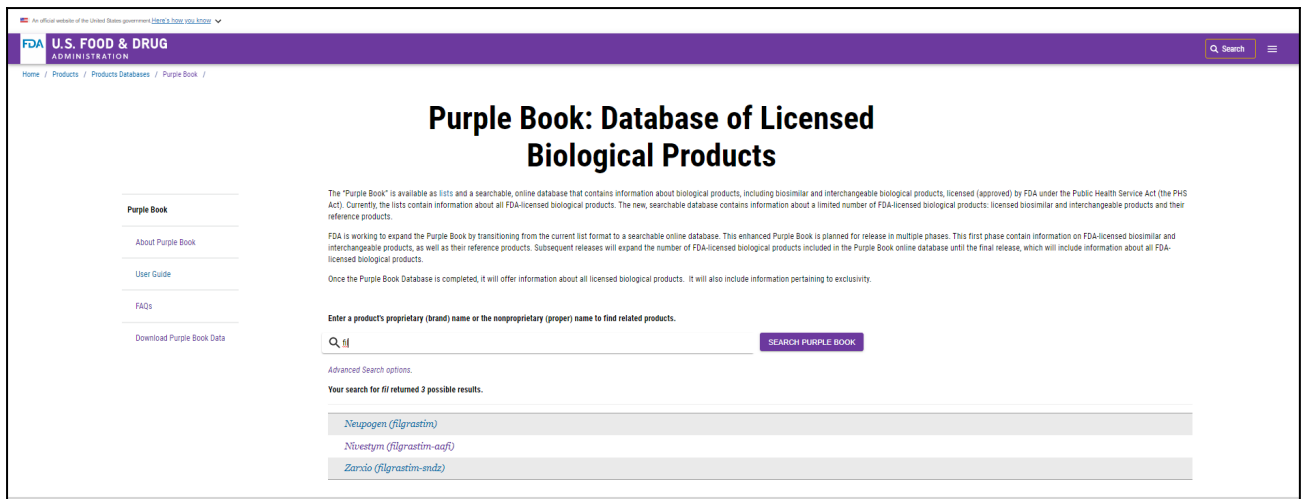 An official website of the United States government Here's how you know
FDA U.S. FOOD & DRUG
ADMINISTRATION
Search
Home / Products / Products Databases / Purple Book /
Purple Book: Database of Licensed
Biological Products
The "Purple Book" is available as lists and a searchable, online database that contains information about biological products, including biosimilar and interchangeable biological products, licensed (approved) by FDA under the Public Health Service Act (the PHS
Act). Currently, the lists contain information about all FDA-licensed biological products. The new, searchable database contains information about a limited number of FDA-licensed biological products: licensed biosimilar and interchangeable products and their
reference products.
FDA is working to expand the Purple Book by transitioning from the current list format to a searchable online database. This enhanced Purple Book is planned for release in multiple phases. This first phase contain information on FDA-licensed biosimilar and
interchangeable products, as well as their reference products. Subsequent releases will expand the number of FDA-licensed biological products included in the Purple Book online database until the final release, which will include information about all FDA-
licensed biological products.
Once the Purple Book Database is completed, it will offer information about all licensed biological products. It will also include information pertaining to exclusivity.
Purple Book
About Purple Book
User Guide
FAQs
Download Purple Book Data
Enter a product's proprietary (brand) name or the nonproprietary (proper) name to find related products.
fil
SEARCH PURPLE BOOK
Advanced Search options.
Your search for fil returned 3 possible results.
Neupogen (filgrastim)
Nivestym (filgrastim-aafi)
Zarxio (filgrastim-sndz)